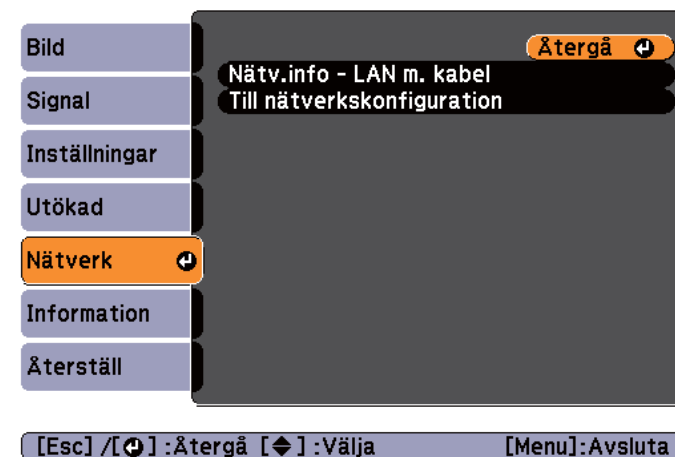 Bild
Signal
Inställningar
Utökad
Nätverk
Information
Återställ
Återgå
Nätv.info - LAN m. kabel
Till nätverkskonfiguration
[Esc] /[⏎] :Återgå [◆] :Välja [Menu]:Avsluta